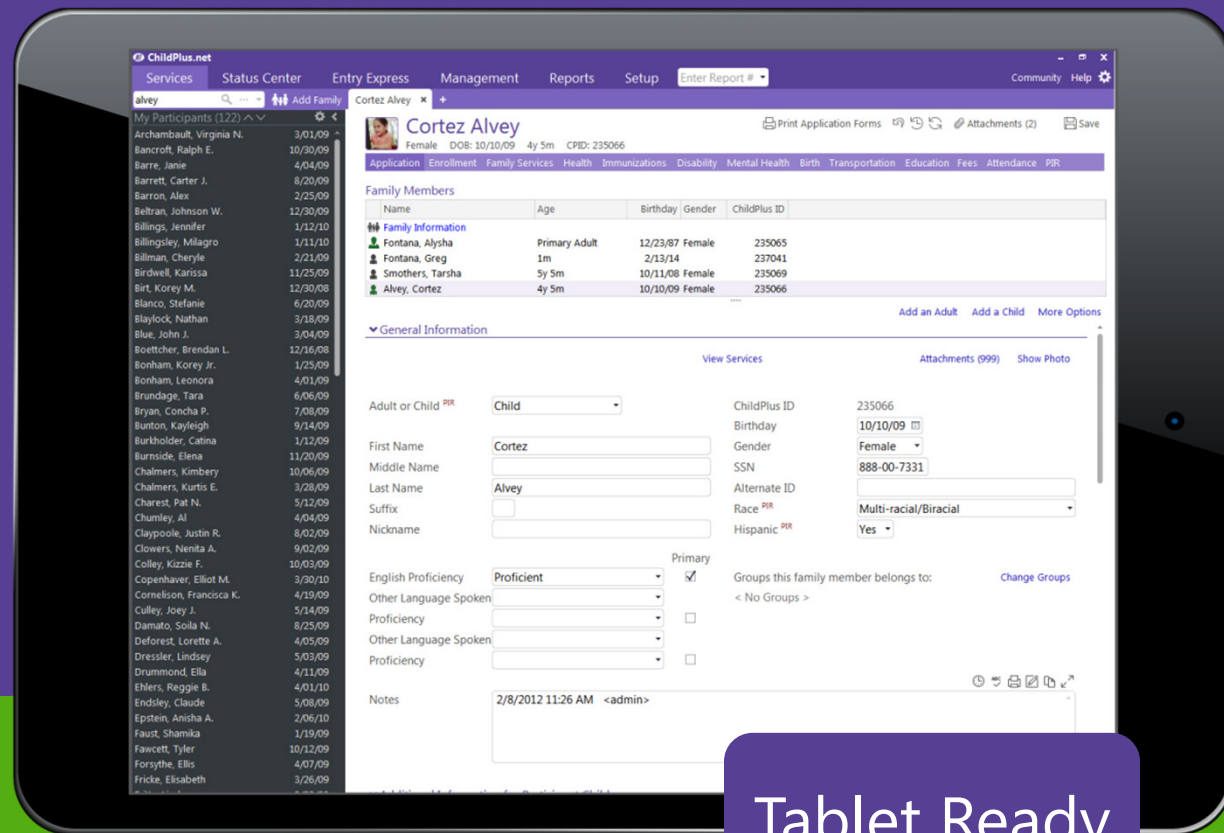 ChildPlus.net
Services Status Center Entry Express Management Reports Setup Enter Report # Community Help
alvey Add Family Cortez Alvey × +
My Participants (122)
Archambault, Virginia N. 3/01/09
Bancroft, Ralph E. 10/30/09
Barre, Janie 4/04/09
Barrett, Carter J. 8/20/09
Barron, Alex 2/25/09
Beltran, Johnson W. 12/30/09
Billings, Jennifer 1/12/10
Billingsley, Milagro 1/11/10
Billman, Cheryle 2/21/09
Birdwell, Karissa 11/25/09
Birt, Korey M. 12/30/08
Blanco, Stefanie 6/20/09
Blaylock, Nathan 3/18/09
Blue, John J. 3/04/09
Boettcher, Brendan L. 12/16/08
Bonham, Korey Jr. 1/25/09
Bonham, Leonora 4/01/09
Brundage, Tara 6/06/09
Bryan, Concha P. 7/08/09
Bunton, Kayleigh 9/14/09
Burkholder, Catina 1/12/09
Burnside, Elena 11/20/09
Chalmers, Kimbery 10/06/09
Chalmers, Kurtis E. 3/28/09
Charest, Pat N. 5/12/09
Chumley, Al 4/04/09
Claypoole, Justin R. 8/02/09
Clowers, Nenita A. 9/02/09
Colley, Kizzie F. 10/03/09
Copenhaver, Elliot M. 3/30/10
Cornelison, Francisca K. 4/19/09
Culley, Joey J. 5/14/09
Damato, Soila N. 8/25/09
Deforest, Lorette A. 4/05/09
Dressler, Lindsey 5/03/09
Drummond, Ella 4/11/09
Ehlers, Reggie B. 4/01/10
Endsley, Claude 5/08/09
Epstein, Anisha A. 2/06/10
Faust, Shamika 1/19/09
Fawcett, Tyler 10/12/09
Forsythe, Ellis 4/07/09
Fricke, Elisabeth 3/26/09
Cortez Alvey Print Application Forms Attachments (2) Save
Female DOB: 10/10/09 4y 5m CPID: 235066
Application Enrollment Family Services Health Immunizations Disability Mental Health Birth Transportation Education Fees Attendance PIR
Family Members
Name Age Birthday Gender ChildPlus ID
Family Information
Fontana, Alysha Primary Adult 12/23/87 Female 235065
Fontana, Greg 1m 2/13/14 237041
Smothers, Tarsha 5y 5m 10/11/08 Female 235069
Alvey, Cortez 4y 5m 10/10/09 Female 235066
Add an Adult Add a Child More Options
General Information
View Services Attachments (999) Show Photo
Adult or Child PIR Child ChildPlus ID 235066
Birthday 10/10/09
First Name Cortez Gender Female
Middle Name SSN 888-00-7331
Last Name Alvey Alternate ID
Suffix Race PIR Multi-racial/Biracial
Nickname Hispanic PIR Yes
Primary
English Proficiency Proficient Groups this family member belongs to: Change Groups
Other Language Spoken < No Groups >
Proficiency
Other Language Spoken
Proficiency
Notes 2/8/2012 11:26 AM <admin>
Tablet Ready